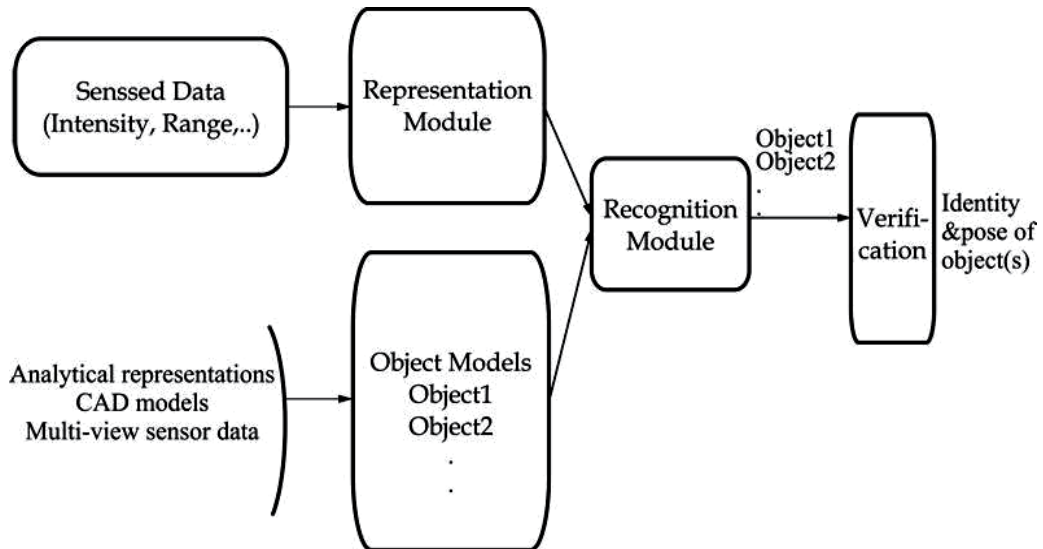 Senssed Data
(Intensity, Range,..)
Representation
Module
Analytical representations
CAD models
Multi-view sensor data
Object Models
Object1
Object2
.
.
Recognition
Module
Object1
Object2
.
.
Verifi-
cation
Identity
&pose of
object(s)